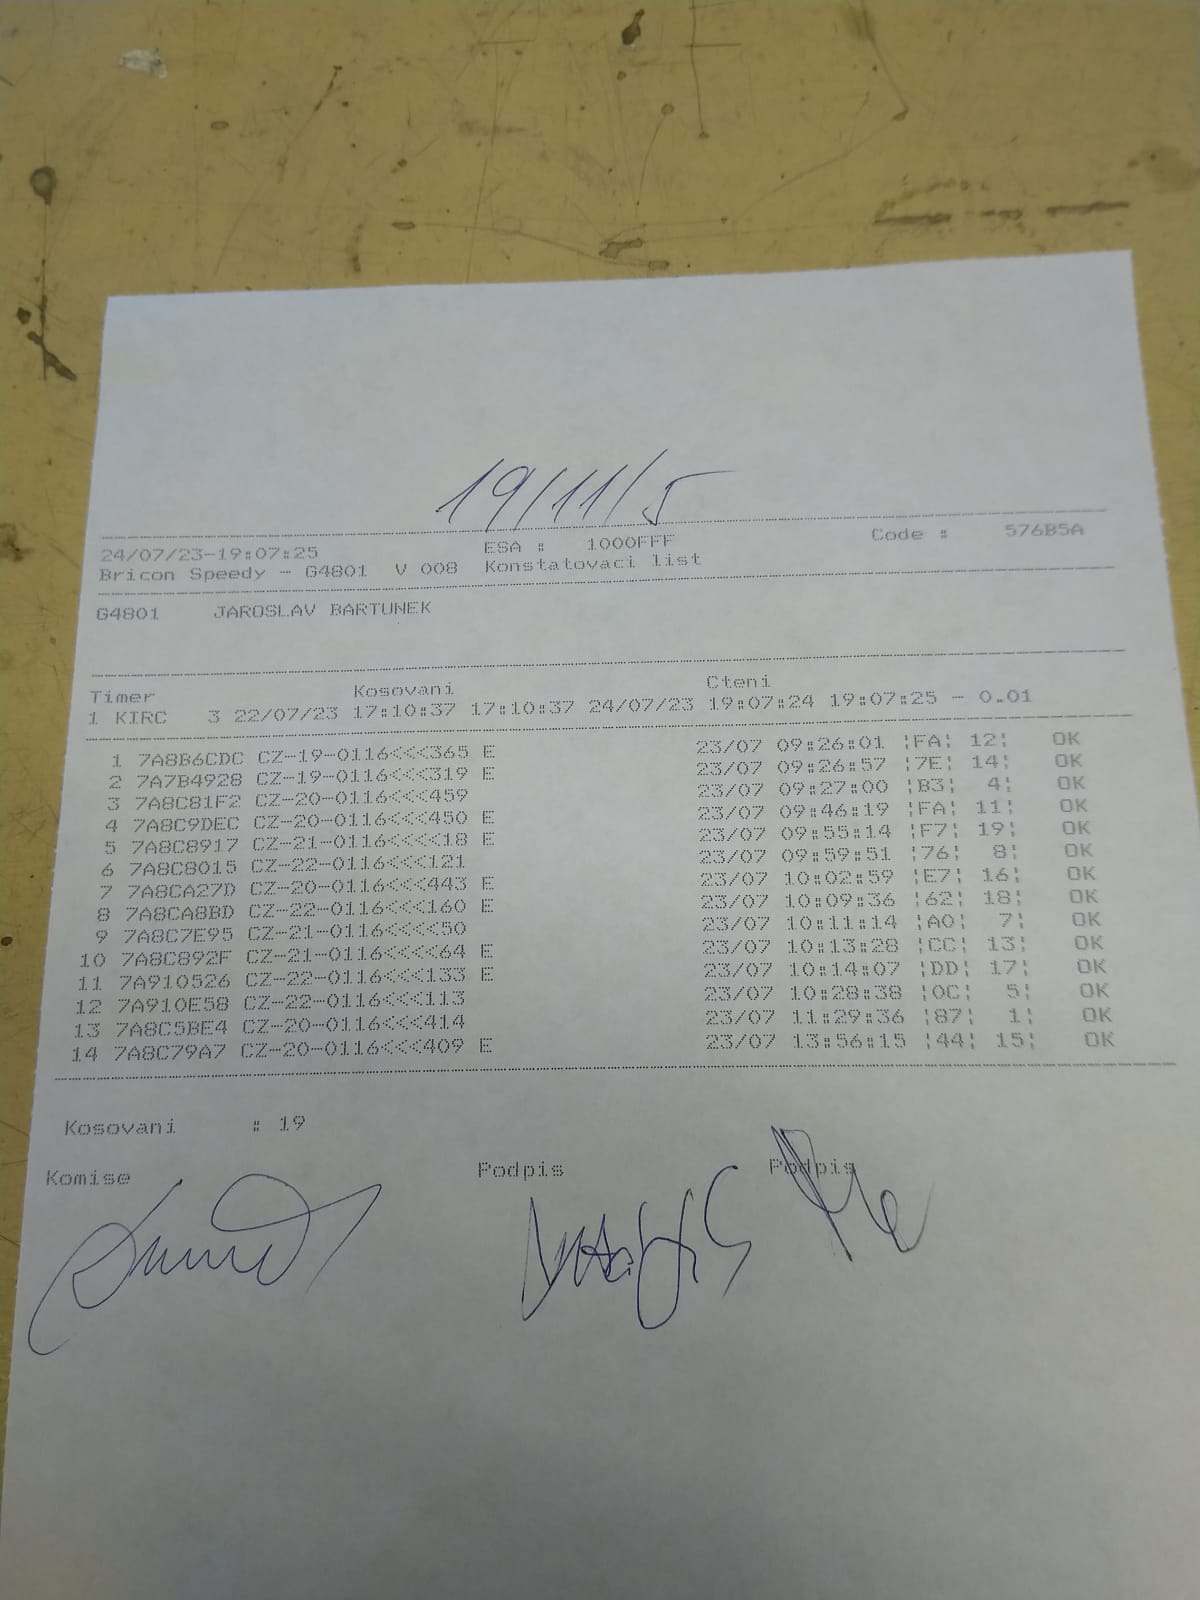 19/11/5
24/07/23-19:07:25 ESA : 1000FFF Code : 576B5A
Bricon Speedy - G4801 V 008 Konstatovaci list
G4801 JAROSLAV BARTUNEK
Timer Kosovani Cteni
1 KIRC 3 22/07/23 17:10:37 17:10:37 24/07/23 19:07:24 19:07:25 - 0.01
1 7A8B6CDC CZ-19-0116<<<365 E 23/07 09:26:01 ¦FA¦ 12¦ OK
2 7A7B4928 CZ-19-0116<<<319 E 23/07 09:26:57 ¦7E¦ 14¦ OK
3 7A8C81F2 CZ-20-0116<<<459 23/07 09:27:00 ¦B3¦ 4¦ OK
4 7A8C9DEC CZ-20-0116<<<450 E 23/07 09:46:19 ¦FA¦ 11¦ OK
5 7A8C8917 CZ-21-0116<<<<18 E 23/07 09:55:14 ¦F7¦ 19¦ OK
6 7A8C8015 CZ-22-0116<<<121 23/07 09:59:51 ¦76¦ 8¦ OK
7 7A8CA27D CZ-20-0116<<<443 E 23/07 10:02:59 ¦E7¦ 16¦ OK
8 7A8CA8BD CZ-22-0116<<<160 E 23/07 10:09:36 ¦62¦ 18¦ OK
9 7A8C7E95 CZ-21-0116<<<<50 23/07 10:11:14 ¦A0¦ 7¦ OK
10 7A8C892F CZ-21-0116<<<<64 E 23/07 10:13:28 ¦CC¦ 13¦ OK
11 7A910526 CZ-22-0116<<<133 E 23/07 10:14:07 ¦DD¦ 17¦ OK
12 7A910E58 CZ-22-0116<<<113 23/07 10:28:38 ¦0C¦ 5¦ OK
13 7A8C5BE4 CZ-20-0116<<<414 23/07 11:29:36 ¦87¦ 1¦ OK
14 7A8C79A7 CZ-20-0116<<<409 E 23/07 13:56:15 ¦44¦ 15¦ OK
Kosovani : 19
Komise Podpis Podpis